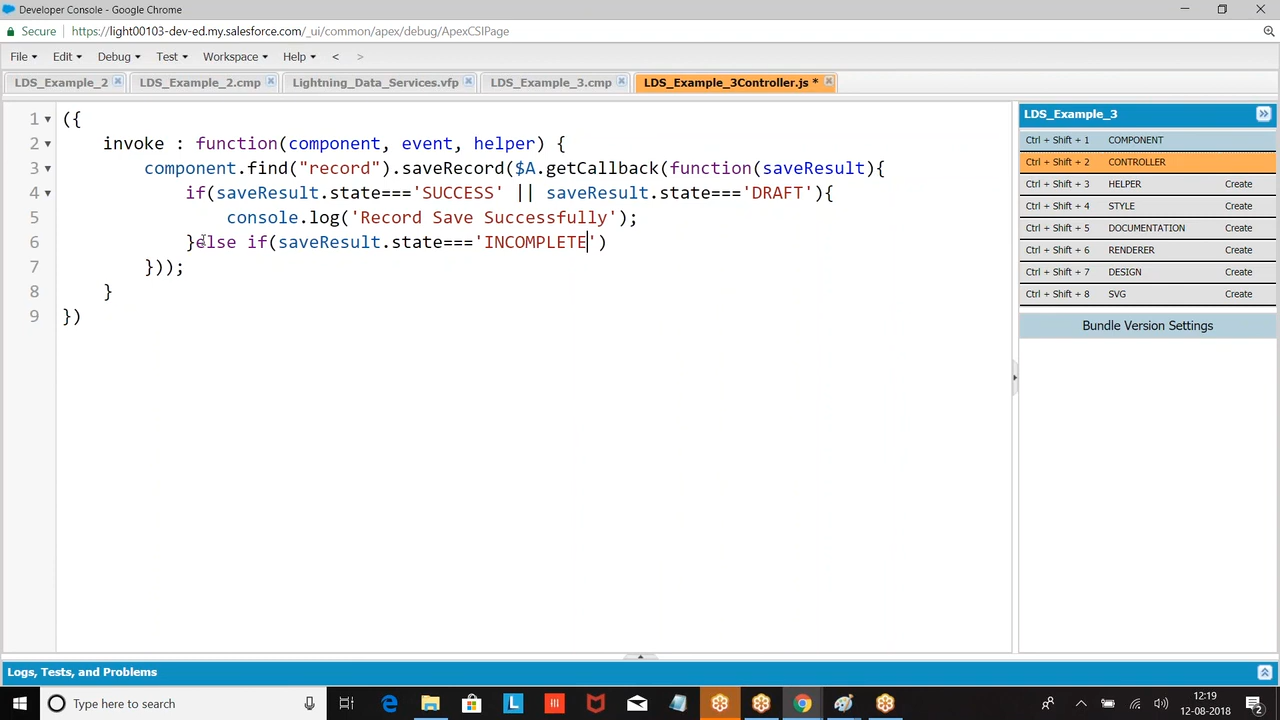 Developer Console - Google Chrome
Secure https://light00103-dev-ed.my.salesforce.com/_ui/common/apex/debug/ApexCSIPage
File Edit Debug Test Workspace Help < >
LDS_Example_2 LDS_Example_2.cmp Lightning_Data_Services.vfp LDS_Example_3.cmp LDS_Example_3Controller.js *
1 ({
2 invoke : function(component, event, helper) {
3 component.find("record").saveRecord($A.getCallback(function(saveResult){
4 if(saveResult.state==='SUCCESS' || saveResult.state==='DRAFT'){
5 console.log('Record Save Successfully');
6 }else if(saveResult.state==='INCOMPLETE')
7 }));
8 }
9 })
LDS_Example_3
Ctrl + Shift + 1 COMPONENT
Ctrl + Shift + 2 CONTROLLER
Ctrl + Shift + 3 HELPER Create
Ctrl + Shift + 4 STYLE Create
Ctrl + Shift + 5 DOCUMENTATION Create
Ctrl + Shift + 6 RENDERER Create
Ctrl + Shift + 7 DESIGN Create
Ctrl + Shift + 8 SVG Create
Bundle Version Settings
Logs, Tests, and Problems
Type here to search
12:19
12-08-2018